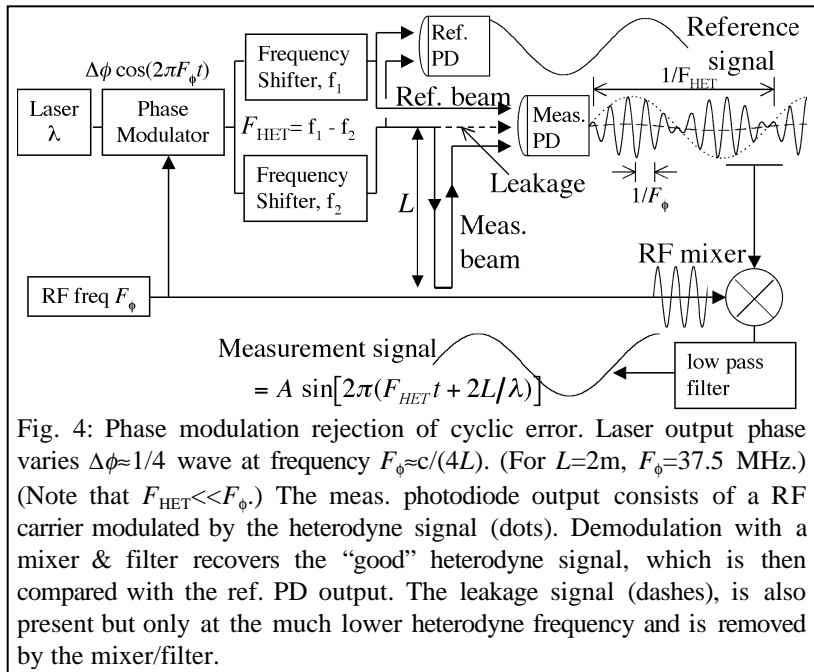 Ref.
PD
Reference
signal
Δϕ cos(2πF_ϕ t)
Frequency
Shifter, f₁
1/F_HET
Laser
λ
Phase
Modulator
Ref. beam
Meas.
PD
F_HET= f₁ - f₂
Leakage
Frequency
Shifter, f₂
L
1/F_ϕ
Meas.
beam
RF mixer
RF freq F_ϕ
Measurement signal
= A sin[2π(F_HET t + 2L/λ)]
low pass
filter
Fig. 4: Phase modulation rejection of cyclic error. Laser output phase
varies Δϕ≈1/4 wave at frequency F_ϕ≈c/(4L). (For L=2m, F_ϕ=37.5 MHz.)
(Note that F_HET<<F_ϕ.) The meas. photodiode output consists of a RF
carrier modulated by the heterodyne signal (dots). Demodulation with a
mixer & filter recovers the “good” heterodyne signal, which is then
compared with the ref. PD output. The leakage signal (dashes), is also
present but only at the much lower heterodyne frequency and is removed
by the mixer/filter.